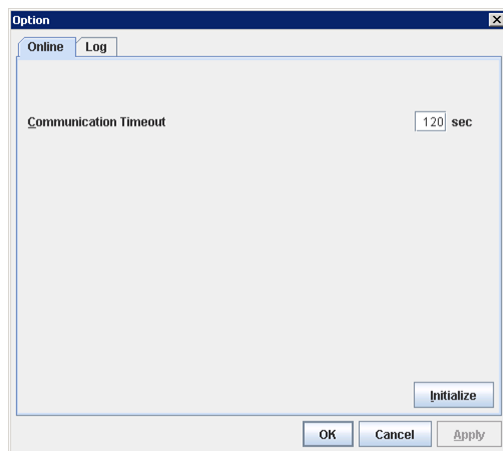 Option
Online Log
Communication Timeout 120 sec
Initialize
OK Cancel Apply